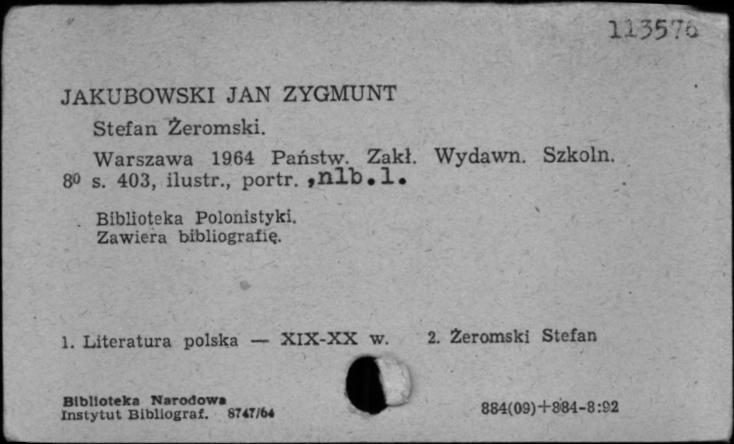 113576
JAKUBOWSKI JAN ZYGMUNT
Stefan Żeromski.
Warszawa 1964 Państw. Zakł. Wydawn. Szkoln.
8⁰ s. 403, ilustr., portr. ,nlb.1.
Biblioteka Polonistyki.
Zawiera bibliografię.
1. Literatura polska — XIX-XX w. 2. Żeromski Stefan
Biblioteka Narodowa
Instytut Bibliograf. 8747/64
884(09)+884-8:92